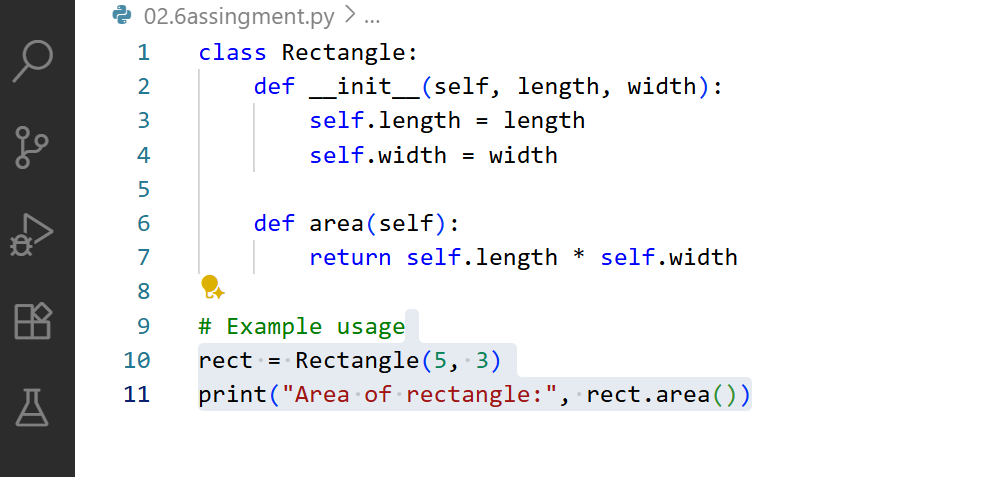 02.6assingment.py > ...
1 class Rectangle:
2     def __init__(self, length, width):
3         self.length = length
4         self.width = width
5
6     def area(self):
7         return self.length * self.width
8
9 # Example usage
10 rect = Rectangle(5, 3)
11 print("Area of rectangle:", rect.area())